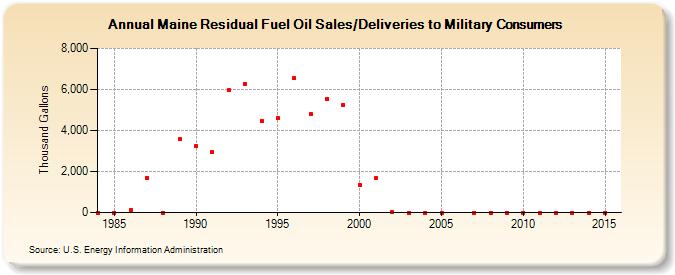 Annual Maine Residual Fuel Oil Sales/Deliveries to Military Consumers
Thousand Gallons
8,000
6,000
4,000
2,000
0
1985 1990 1995 2000 2005 2010 2015
Source: U.S. Energy Information Administration